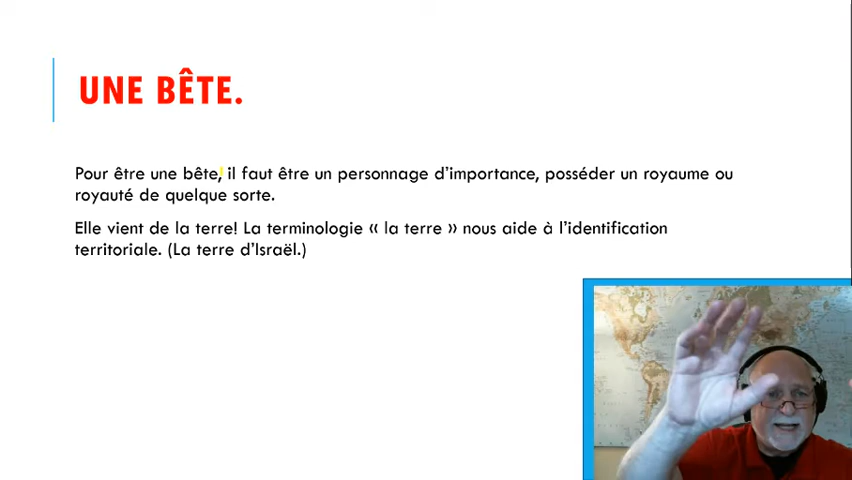 UNE BÊTE.
Pour être une bête, il faut être un personnage d'importance, posséder un royaume ou
royauté de quelque sorte.
Elle vient de la terre! La terminologie « la terre » nous aide à l'identification
territoriale. (La terre d'Israël.)